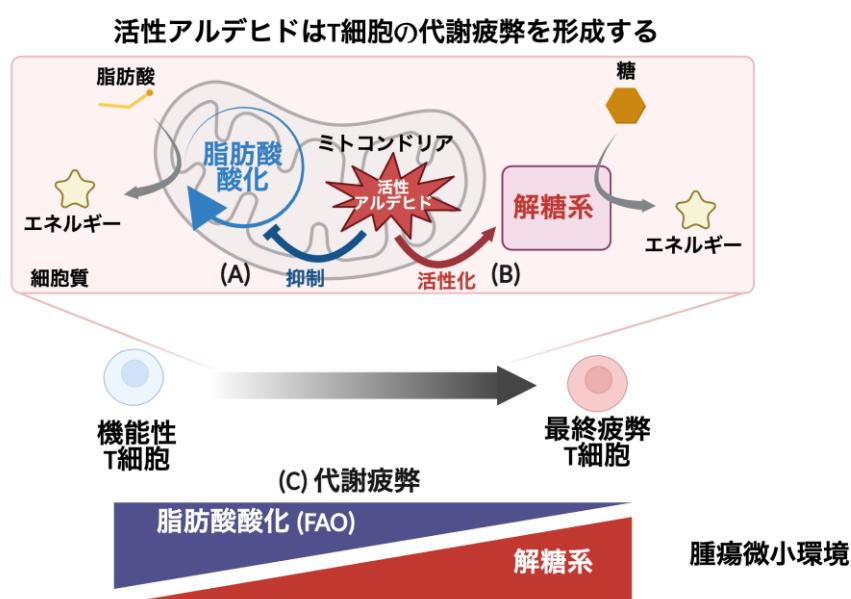 活性アルデヒドはT細胞の代謝疲弊を形成する
脂肪酸
糖
ミトコンドリア
脂肪酸
酸化
活性
アルデヒド
解糖系
エネルギー
エネルギー
細胞質
(A)
抑制
活性化
(B)
機能性
T細胞
最終疲弊
T細胞
(C) 代謝疲弊
脂肪酸酸化 (FAO)
解糖系
腫瘍微小環境